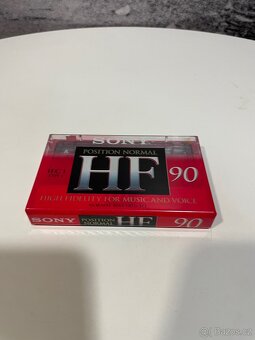 SONY
POSITION NORMAL
HF 90
HIGH FIDELITY FOR MUSIC AND VOICE
SONY POSITION NORMAL HF 90